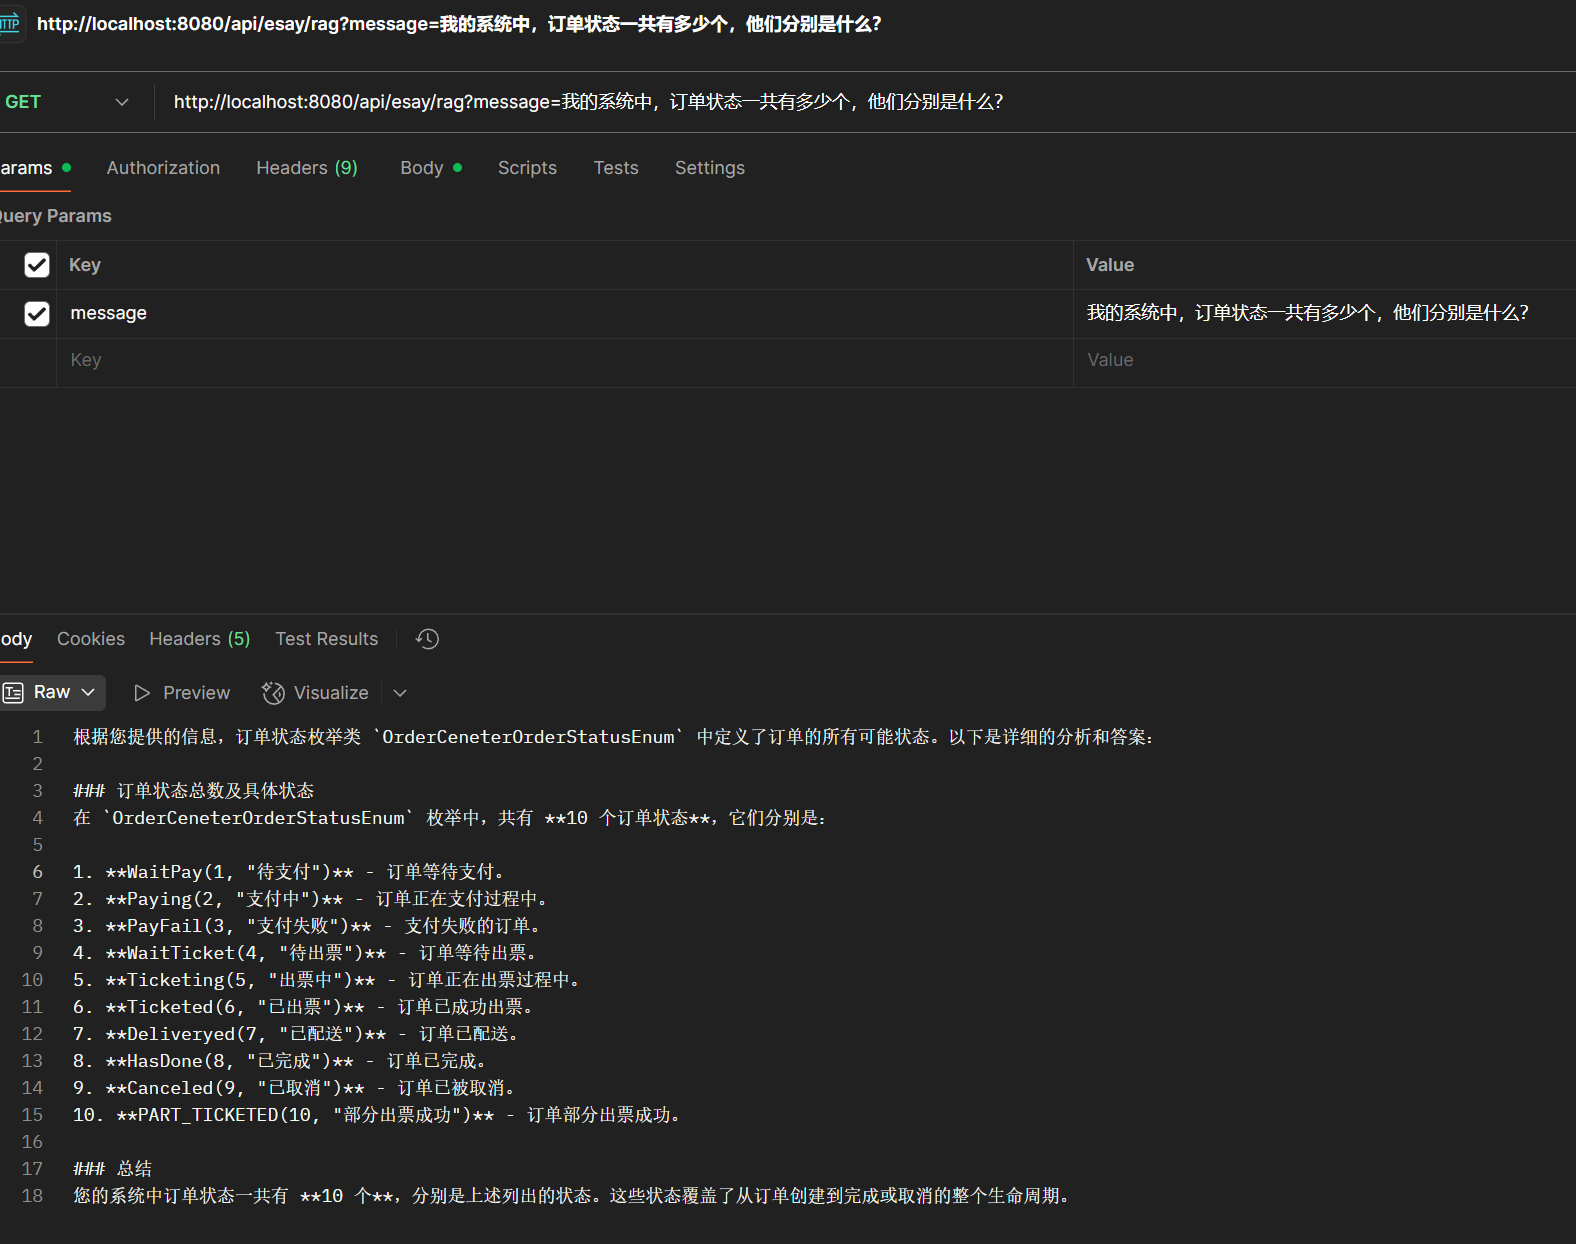 HTTP http://localhost:8080/api/esay/rag?message=我的系统中，订单状态一共有多少个，他们分别是什么？
GET http://localhost:8080/api/esay/rag?message=我的系统中，订单状态一共有多少个，他们分别是什么？
arams Authorization Headers (9) Body Scripts Tests Settings
Query Params
Key Value
message 我的系统中，订单状态一共有多少个，他们分别是什么？
Key Value
ody Cookies Headers (5) Test Results
Raw Preview Visualize
1 根据您提供的信息，订单状态枚举类 `OrderCeneterOrderStatusEnum` 中定义了订单的所有可能状态。以下是详细的分析和答案：
2
3 ### 订单状态总数及具体状态
4 在 `OrderCeneterOrderStatusEnum` 枚举中，共有 **10 个订单状态**，它们分别是：
5
6 1. **WaitPay(1, "待支付")** - 订单等待支付。
7 2. **Paying(2, "支付中")** - 订单正在支付过程中。
8 3. **PayFail(3, "支付失败")** - 支付失败的订单。
9 4. **WaitTicket(4, "待出票")** - 订单等待出票。
10 5. **Ticketing(5, "出票中")** - 订单正在出票过程中。
11 6. **Ticketed(6, "已出票")** - 订单已成功出票。
12 7. **Deliveryed(7, "已配送")** - 订单已配送。
13 8. **HasDone(8, "已完成")** - 订单已完成。
14 9. **Canceled(9, "已取消")** - 订单已被取消。
15 10. **PART_TICKETED(10, "部分出票成功")** - 订单部分出票成功。
16
17 ### 总结
18 您的系统中订单状态一共有 **10 个**，分别是上述列出的状态。这些状态覆盖了从订单创建到完成或取消的整个生命周期。